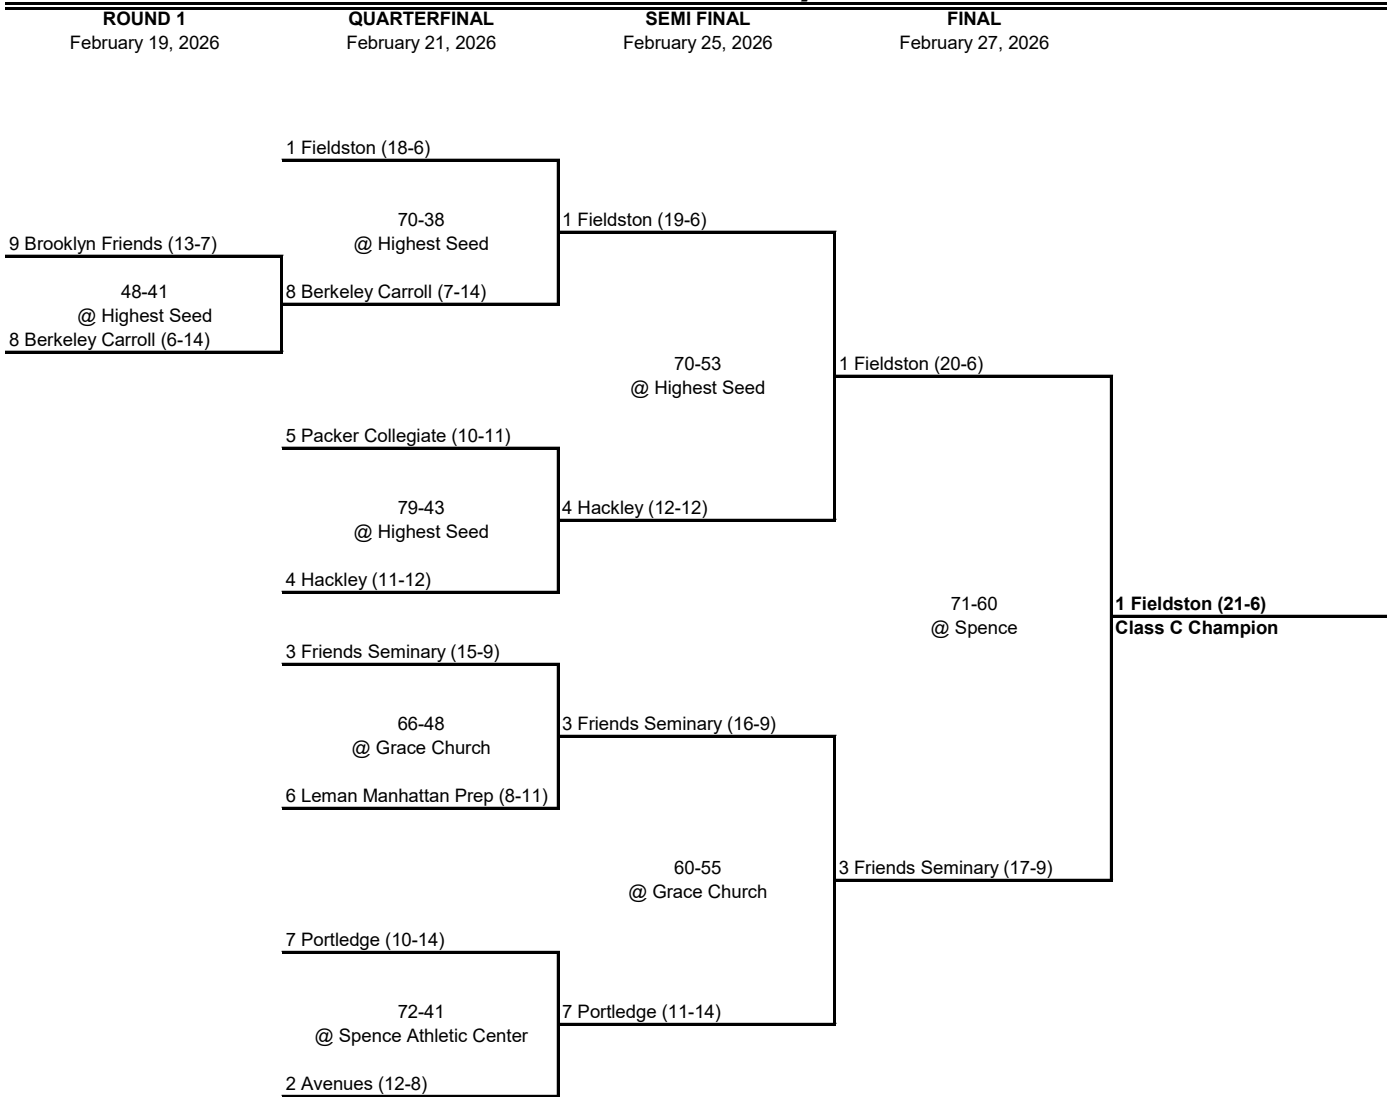 ROUND 1 QUARTERFINAL SEMI FINAL FINAL
February 19, 2026 February 21, 2026 February 25, 2026 February 27, 2026
1 Fieldston (18-6)
70-38 1 Fieldston (19-6)
9 Brooklyn Friends (13-7) @ Highest Seed
48-41 8 Berkeley Carroll (7-14)
@ Highest Seed
8 Berkeley Carroll (6-14)
70-53 1 Fieldston (20-6)
@ Highest Seed
5 Packer Collegiate (10-11)
79-43 4 Hackley (12-12)
@ Highest Seed
4 Hackley (11-12)
71-60 1 Fieldston (21-6)
@ Spence Class C Champion
3 Friends Seminary (15-9)
66-48 3 Friends Seminary (16-9)
@ Grace Church
6 Leman Manhattan Prep (8-11)
60-55 3 Friends Seminary (17-9)
@ Grace Church
7 Portledge (10-14)
72-41 7 Portledge (11-14)
@ Spence Athletic Center
2 Avenues (12-8)